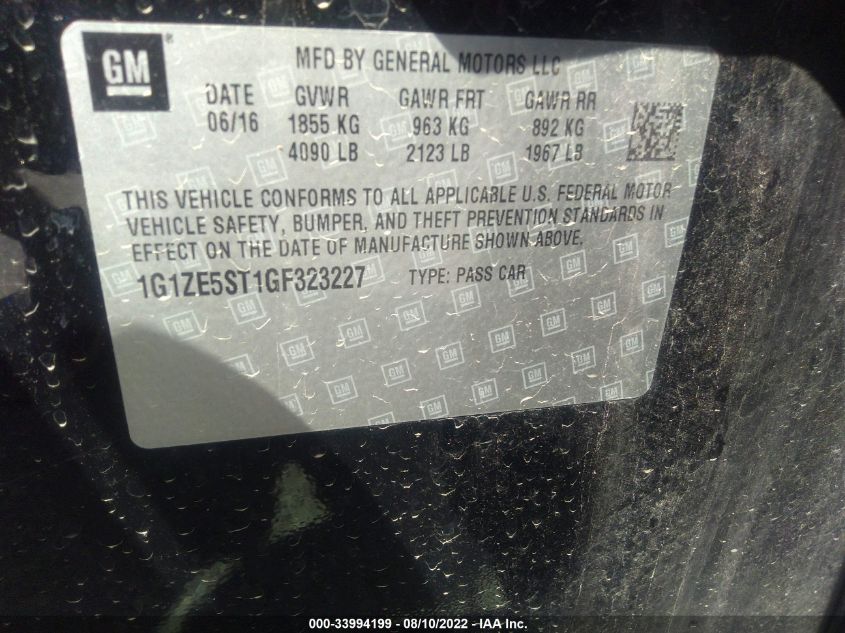 GM ®
MFD BY GENERAL MOTORS LLC
DATE GVWR GAWR FRT GAWR RR
06/16 1855 KG 963 KG 892 KG
4090 LB 2123 LB 1967 LB
THIS VEHICLE CONFORMS TO ALL APPLICABLE U.S. FEDERAL MOTOR
VEHICLE SAFETY, BUMPER, AND THEFT PREVENTION STANDARDS IN
EFFECT ON THE DATE OF MANUFACTURE SHOWN ABOVE.
1G1ZE5ST1GF323227 TYPE: PASS CAR
000-33994199 - 08/10/2022 - IAA Inc.